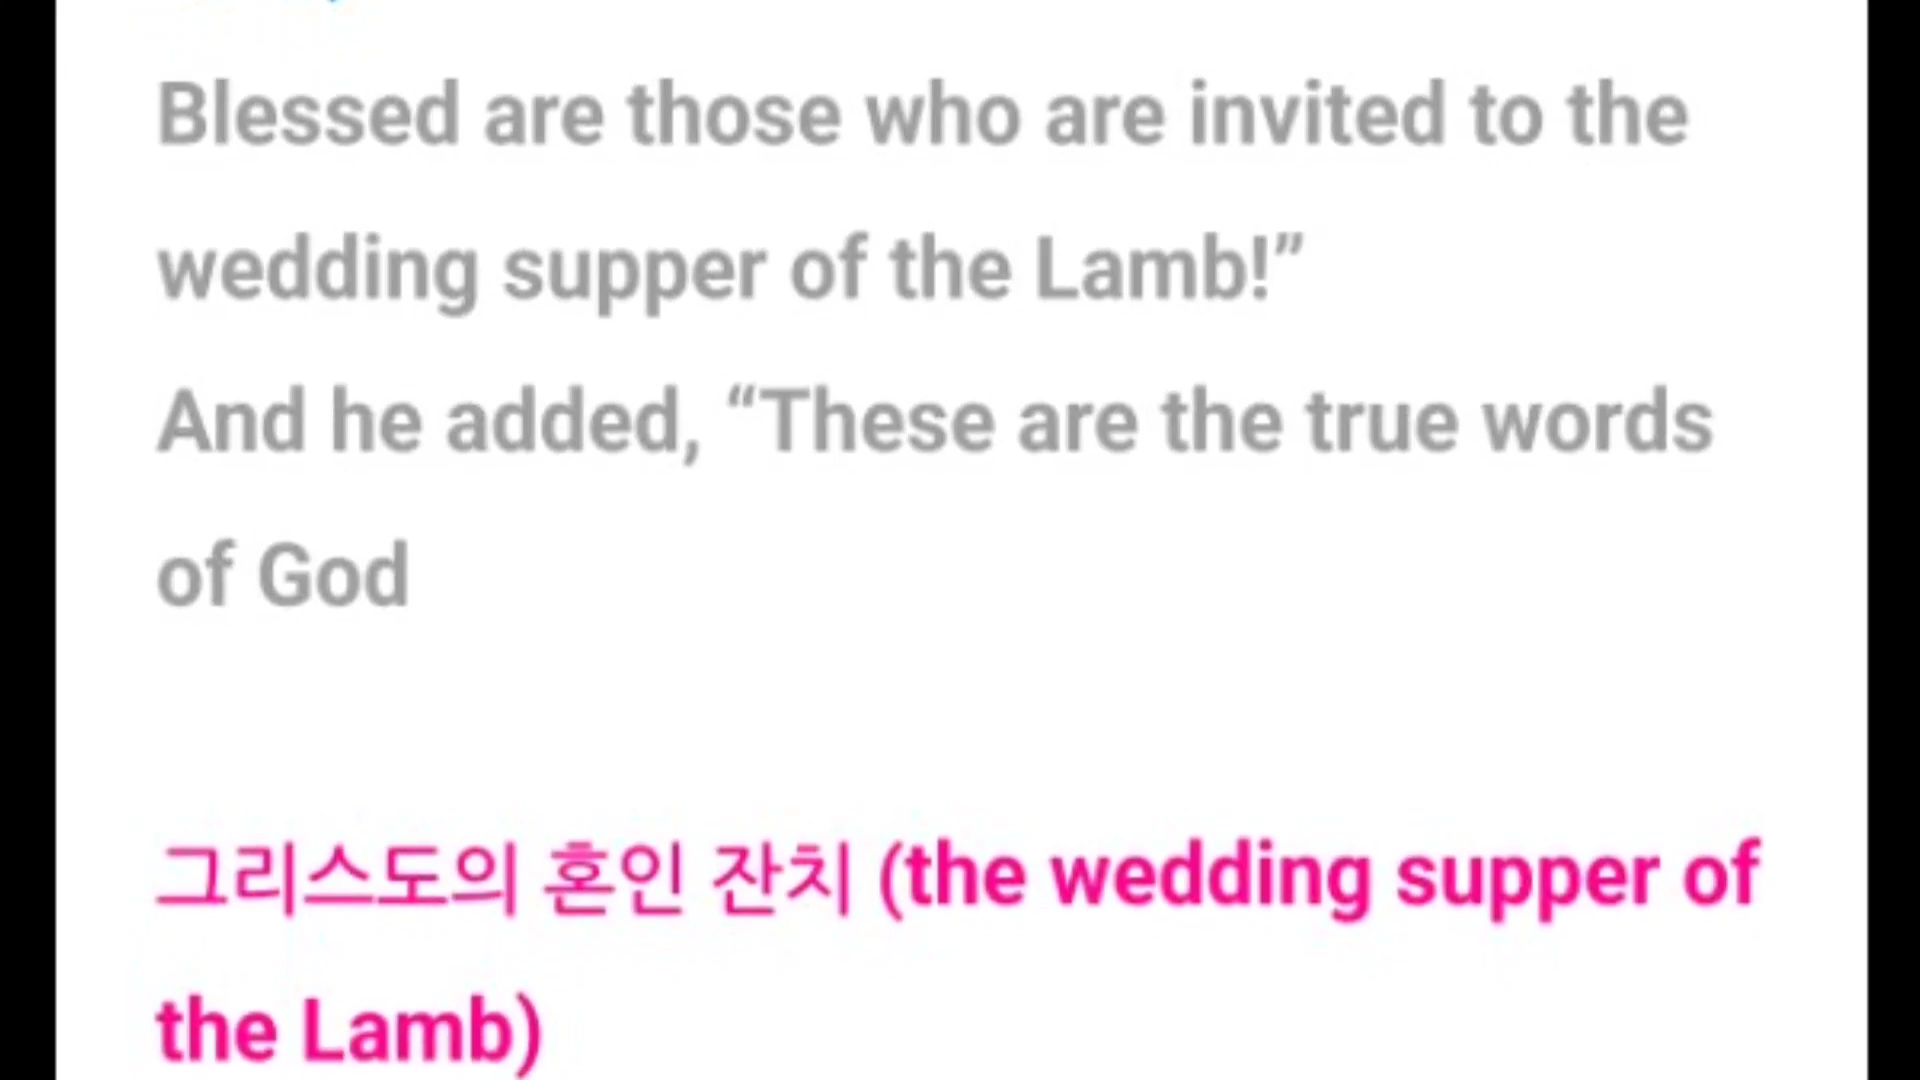 Blessed are those who are invited to the
wedding supper of the Lamb!”
And he added, “These are the true words
of God
그리스도의 혼인 잔치 (the wedding supper of
the Lamb)